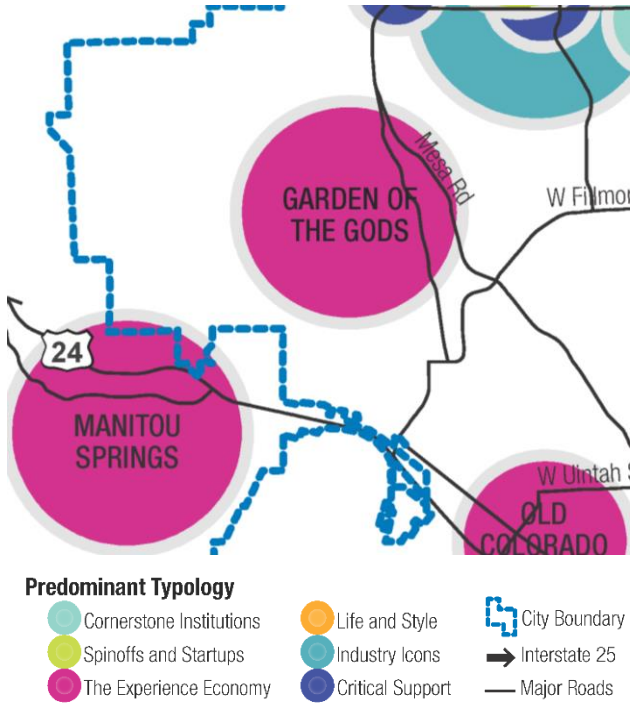 Mesa Rd
GARDEN OF
THE GODS
W Fillmor
24
MANITOU
SPRINGS
W Uintah S
OLD
COLORADO
Predominant Typology
Cornerstone Institutions
Life and Style
City Boundary
Spinoffs and Startups
Industry Icons
Interstate 25
The Experience Economy
Critical Support
Major Roads